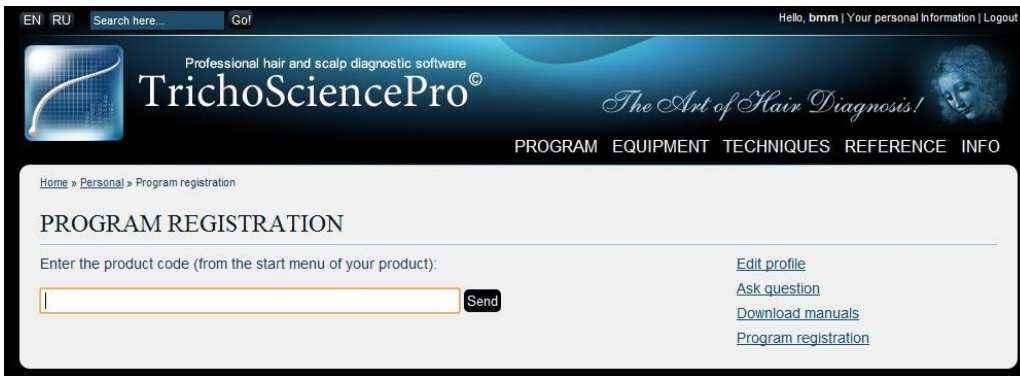 EN RU Search here... Go! Hello, bmm | Your personal Information | Logout
Professional hair and scalp diagnostic software
TrichoSciencePro©
The Art of Hair Diagnosis!
PROGRAM EQUIPMENT TECHNIQUES REFERENCE INFO
Home » Personal » Program registration
PROGRAM REGISTRATION
Enter the product code (from the start menu of your product):
Send
Edit profile
Ask question
Download manuals
Program registration